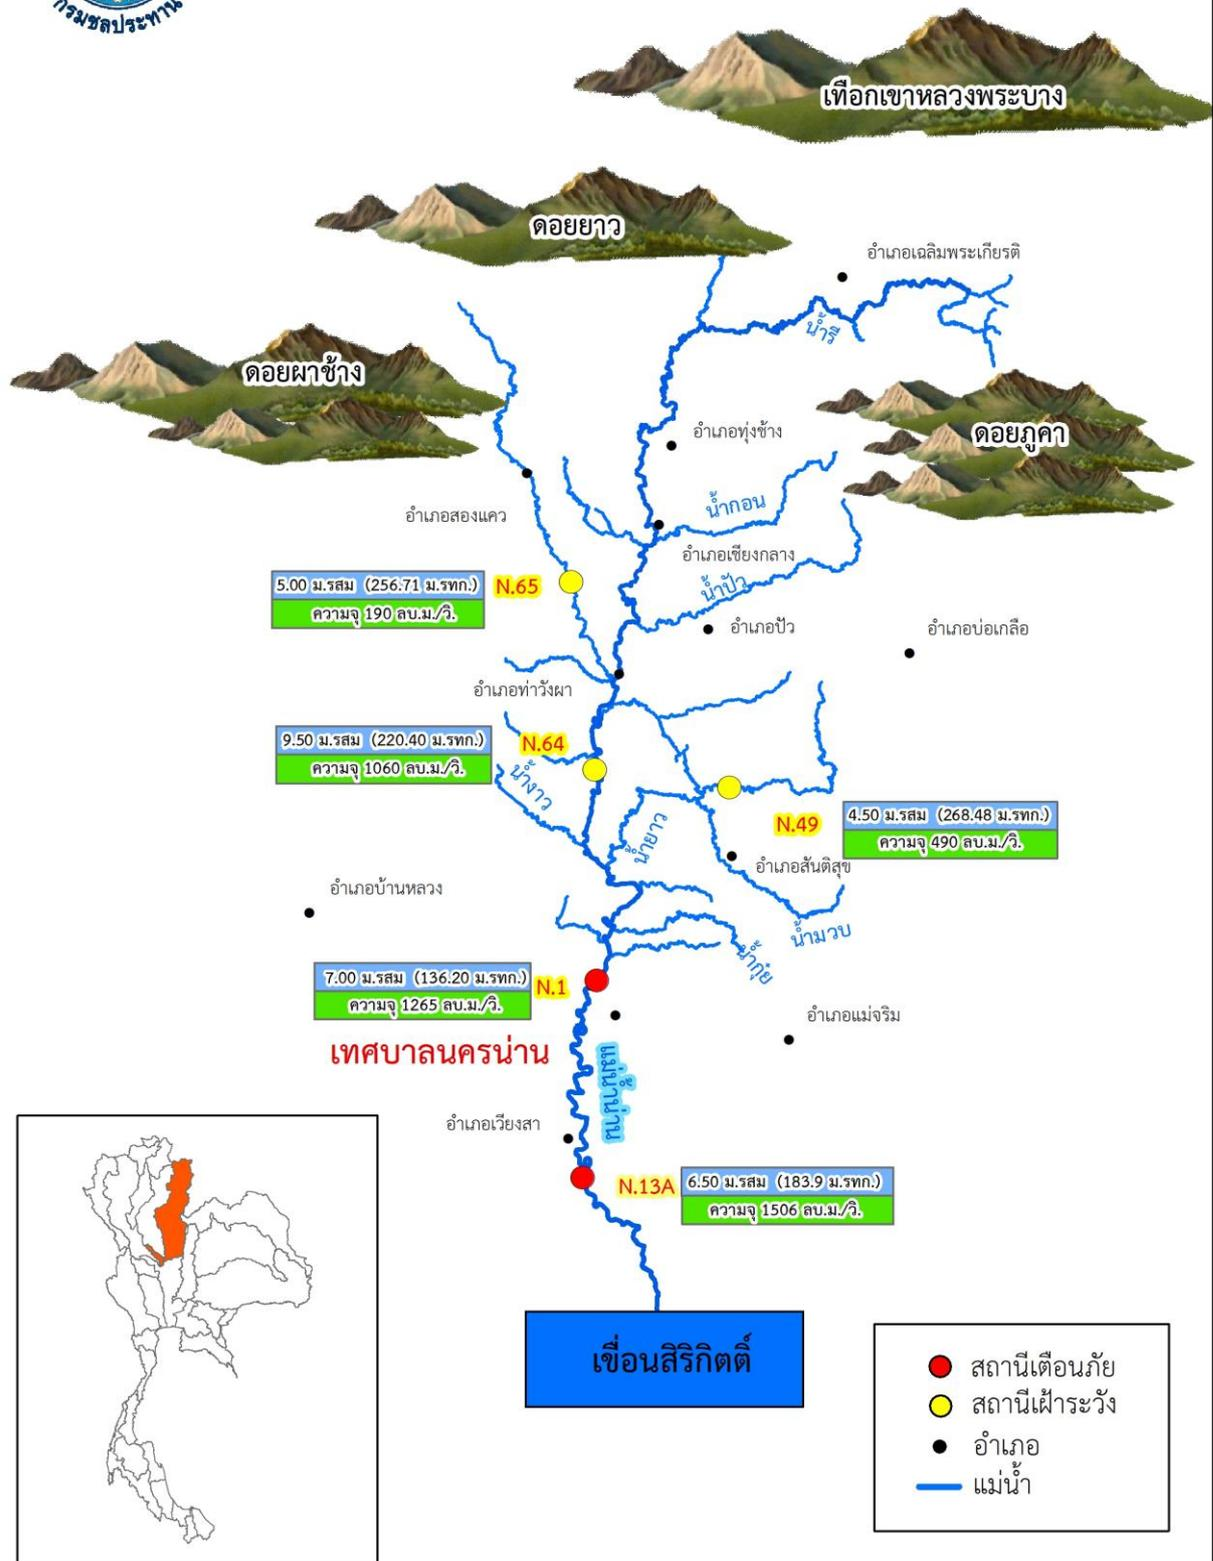 กรมชลประทาน
เทือกเขาหลวงพระบาง
ดอยยาว
อำเภอเฉลิมพระเกียรติ
น้ำรี
ดอยผาช้าง
อำเภอทุ่งช้าง
ดอยภูคา
อำเภอสองแคว
น้ำกอน
อำเภอเชียงกลาง
5.00 ม.รสม (256.71 ม.รทก.)
ความจุ 190 ลบ.ม./วิ.
N.65
น้ำปัว
อำเภอปัว
อำเภอบ่อเกลือ
อำเภอท่าวังผา
9.50 ม.รสม (220.40 ม.รทก.)
ความจุ 1060 ลบ.ม./วิ.
N.64
น้ำงาว
N.49
4.50 ม.รสม (268.48 ม.รทก.)
ความจุ 490 ลบ.ม./วิ.
น้ำยาว
อำเภอสันติสุข
อำเภอบ้านหลวง
น้ำมวบ
น้ำกุ๋ย
7.00 ม.รสม (136.20 ม.รทก.)
ความจุ 1265 ลบ.ม./วิ.
N.1
อำเภอแม่จริม
เทศบาลนครน่าน
แม่น้ำน่าน
อำเภอเวียงสา
N.13A
6.50 ม.รสม (183.9 ม.รทก.)
ความจุ 1506 ลบ.ม./วิ.
เขื่อนสิริกิตติ์
สถานีเตือนภัย
สถานีเฝ้าระวัง
อำเภอ
แม่น้ำ